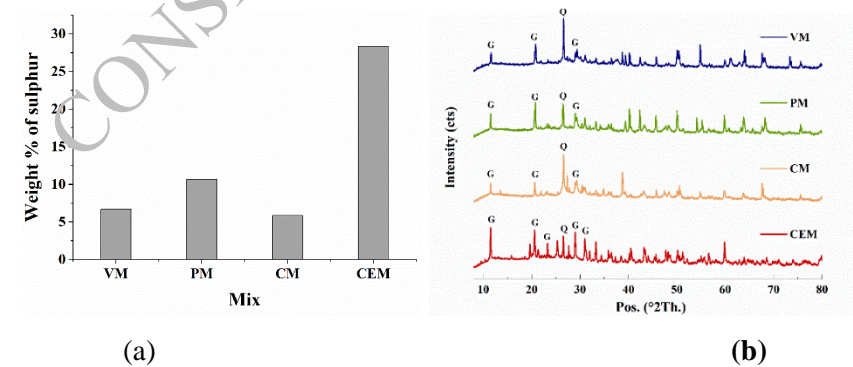 CONSI
Weight % of sulphur
30
25
20
15
10
5
0
VM PM CM CEM
Mix
(a)
Intensity (cts)
G G Q G VM
G G Q G PM
G G Q G CM
G G G Q G G CEM
10 20 30 40 50 60 70 80
Pos. (°2Th.)
(b)